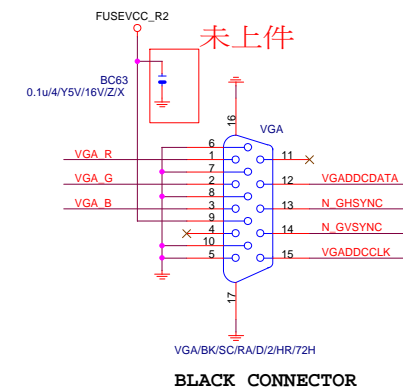 FUSEVCC_R2
未上件
BC63
0.1u/4/Y5V/16V/Z/X
16
VGA
6
VGA_R 1 11
7
VGA_G 2 12 VGADDCDATA
8
VGA_B 3 13 N_GHSYNC
9
4 14 N_GVSYNC
10
5 15 VGADDCCLK
17
VGA/BK/SC/RA/D/2/HR/72H
BLACK CONNECTOR